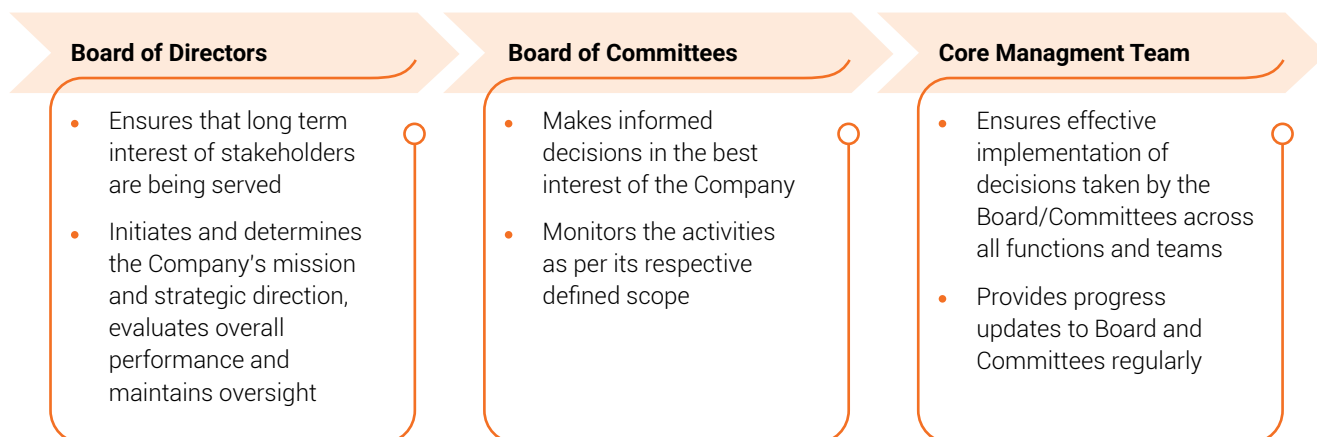 Board of Directors
• Ensures that long term
interest of stakeholders
are being served
• Initiates and determines
the Company's mission
and strategic direction,
evaluates overall
performance and
maintains oversight
Board of Committees
• Makes informed
decisions in the best
interest of the Company
• Monitors the activities
as per its respective
defined scope
Core Managment Team
• Ensures effective
implementation of
decisions taken by the
Board/Committees across
all functions and teams
• Provides progress
updates to Board and
Committees regularly